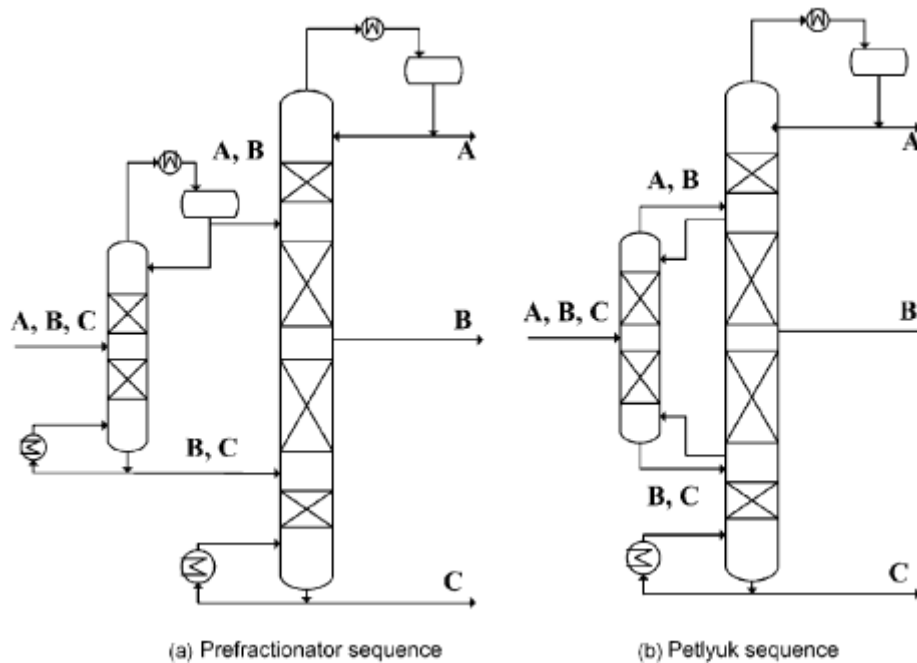 A, B
A
A, B, C
B
B, C
C
(a) Prefractionator sequence
A
A, B
A, B, C
B
B, C
C
(b) Petlyuk sequence